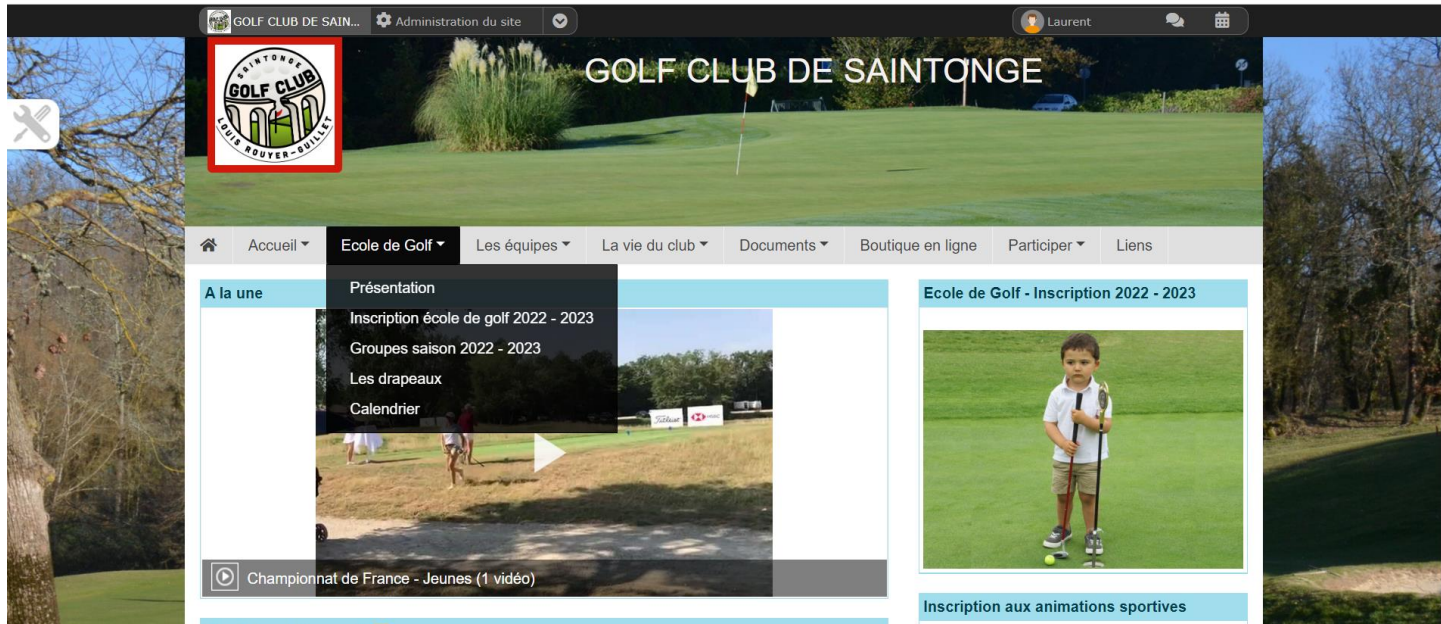 GOLF CLUB DE SAIN... Administration du site Laurent
GOLF CLUB DE SAINTONGE
SAINTONGE
GOLF CLUB
LOUIS ROUYER-GUILLET
Accueil Ecole de Golf Les équipes La vie du club Documents Boutique en ligne Participer Liens
A la une
Présentation
Inscription école de golf 2022 - 2023
Groupes saison 2022 - 2023
Les drapeaux
Calendrier
Titleist HSBC
Championnat de France - Jeunes (1 vidéo)
Ecole de Golf - Inscription 2022 - 2023
Inscription aux animations sportives